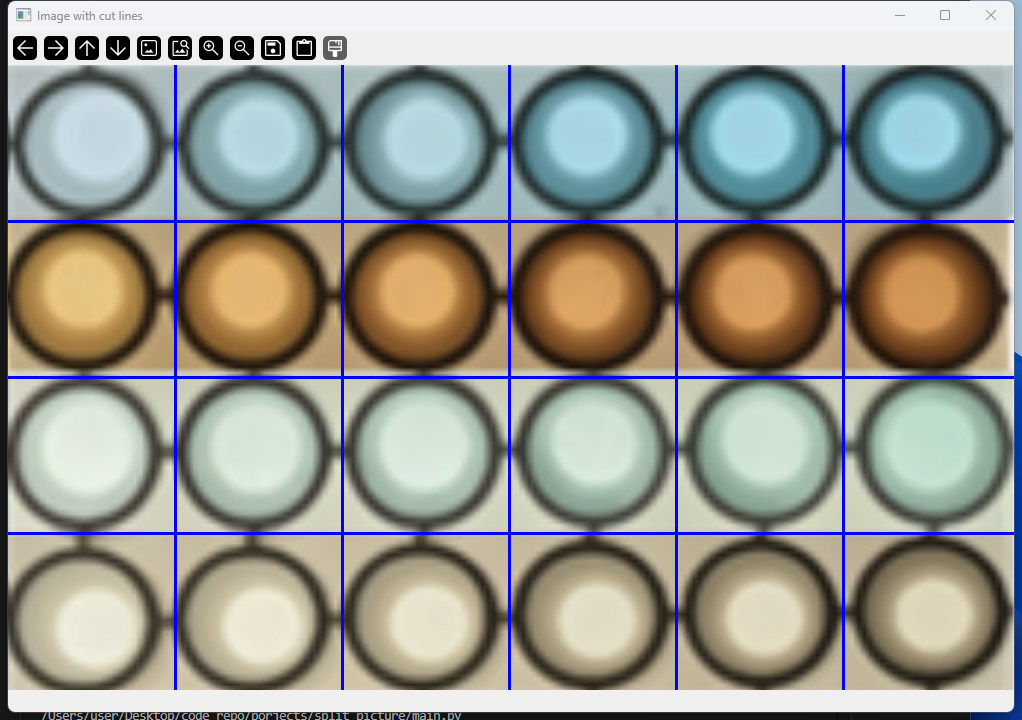 Image with cut lines
/Users/user/Desktop/code_repo/porjects/split_picture/main.py